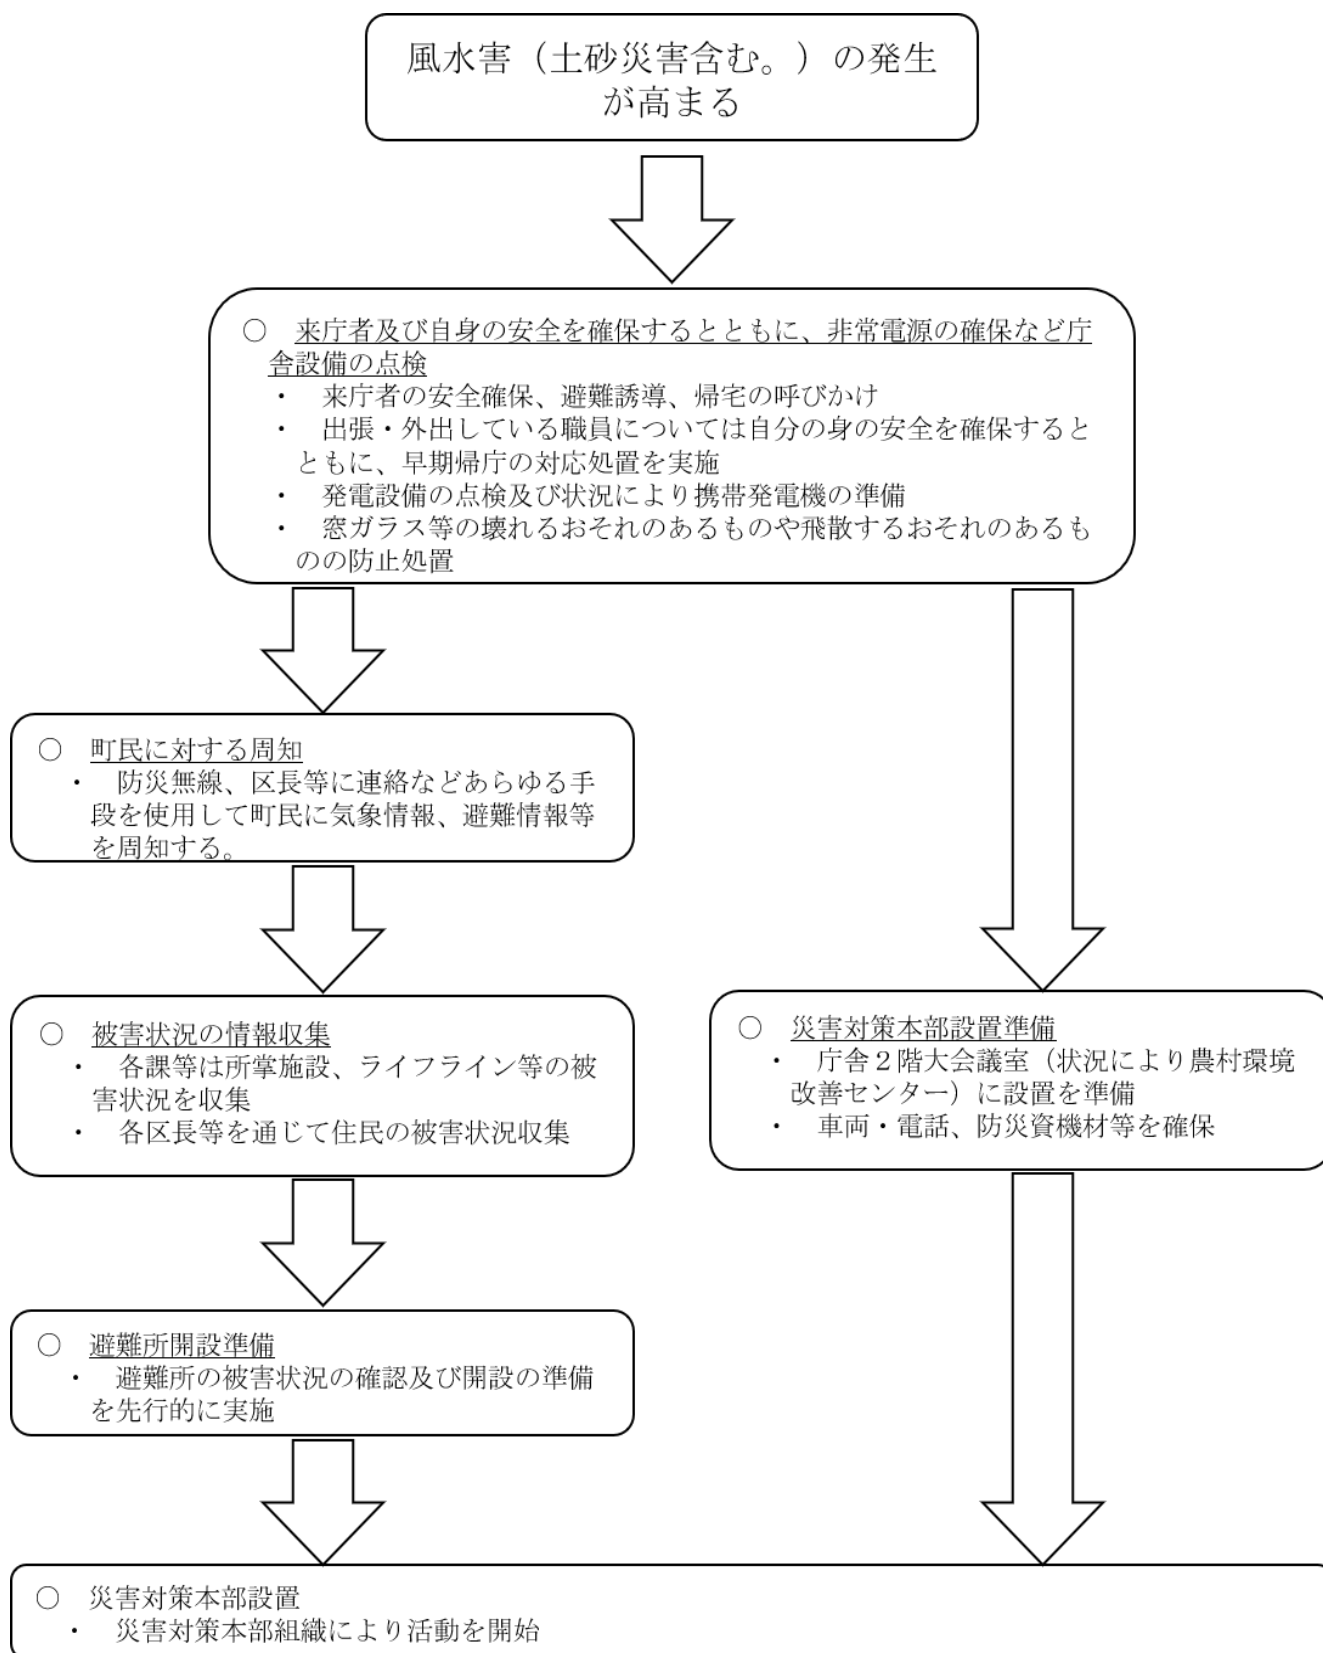 風水害（土砂災害含む。）の発生
が高まる
○　来庁者及び自身の安全を確保するとともに、非常電源の確保など庁
舎設備の点検
・　来庁者の安全確保、避難誘導、帰宅の呼びかけ
・　出張・外出している職員については自分の身の安全を確保すると
ともに、早期帰庁の対応処置を実施
・　発電設備の点検及び状況により携帯発電機の準備
・　窓ガラス等の壊れるおそれのあるものや飛散するおそれのあるも
のの防止処置
○　町民に対する周知
・　防災無線、区長等に連絡などあらゆる手
段を使用して町民に気象情報、避難情報等
を周知する。
○　被害状況の情報収集
・　各課等は所掌施設、ライフライン等の被
害状況を収集
・　各区長等を通じて住民の被害状況収集
○　災害対策本部設置準備
・　庁舎２階大会議室（状況により農村環境
改善センター）に設置を準備
・　車両・電話、防災資機材等を確保
○　避難所開設準備
・　避難所の被害状況の確認及び開設の準備
を先行的に実施
○　災害対策本部設置
・　災害対策本部組織により活動を開始